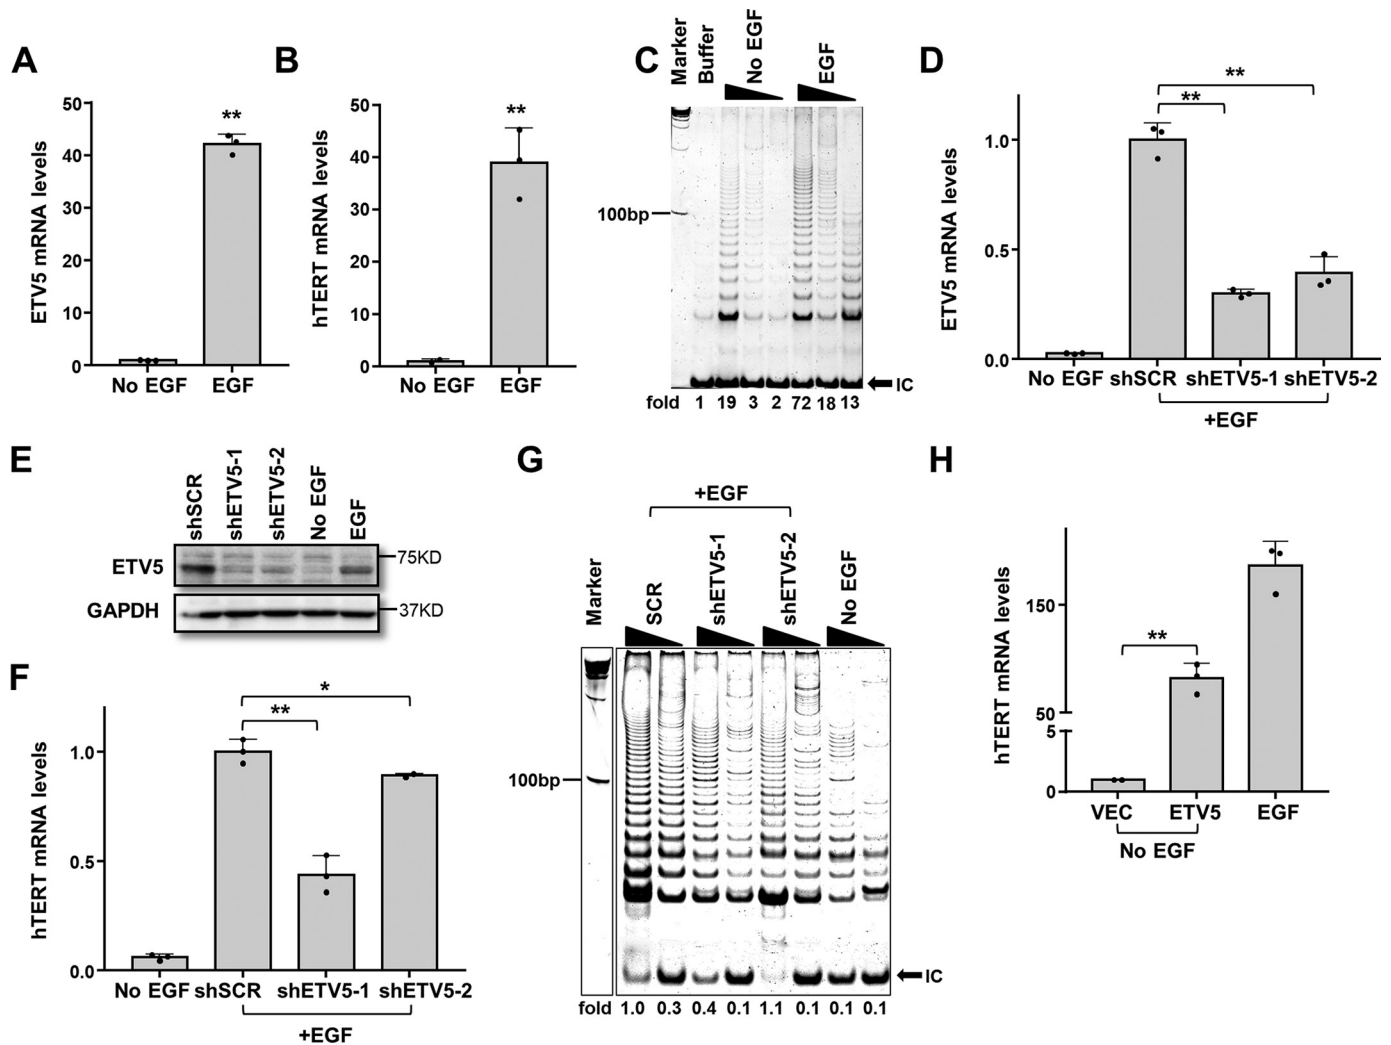 A
ETV5 mRNA levels
50
40
30
20
10
0
**
No EGF
EGF
B
hTERT mRNA levels
50
40
30
20
10
0
**
No EGF
EGF
C
Marker
Buffer
No EGF
EGF
100bp
IC
fold 1 19 3 2 72 18 13
D
ETV5 mRNA levels
1.0
0.5
0.0
**
**
No EGF shSCR shETV5-1 shETV5-2
+EGF
E
shSCR
shETV5-1
shETV5-2
No EGF
EGF
ETV5
75KD
GAPDH
37KD
F
hTERT mRNA levels
1.0
0.5
0.0
*
**
No EGF shSCR shETV5-1 shETV5-2
+EGF
G
+EGF
Marker
SCR
shETV5-1
shETV5-2
No EGF
100bp
IC
fold 1.0 0.3 0.4 0.1 1.1 0.1 0.1 0.1
H
hTERT mRNA levels
150
50
5
0
**
VEC ETV5 EGF
No EGF